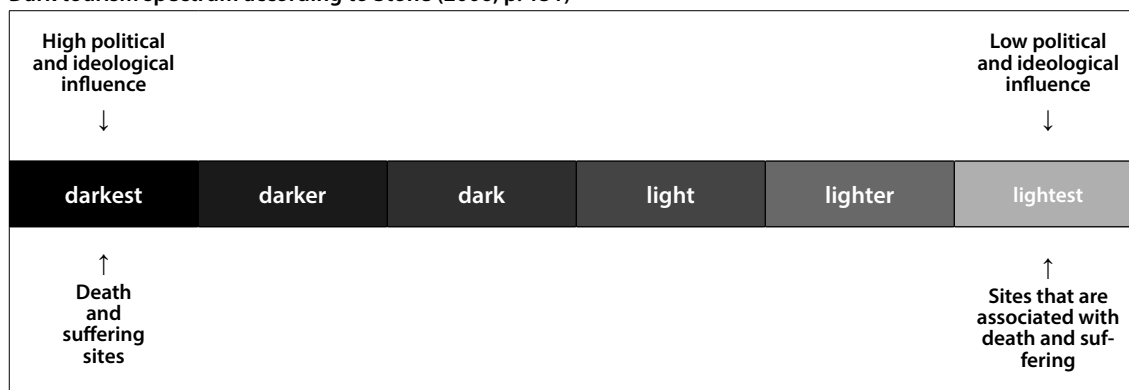 High political
and ideological
influence
↓
Low political
and ideological
influence
↓
darkest darker dark light lighter lightest
↑
Death
and
suffering
sites
↑
Sites that are
associated with
death and suf-
fering